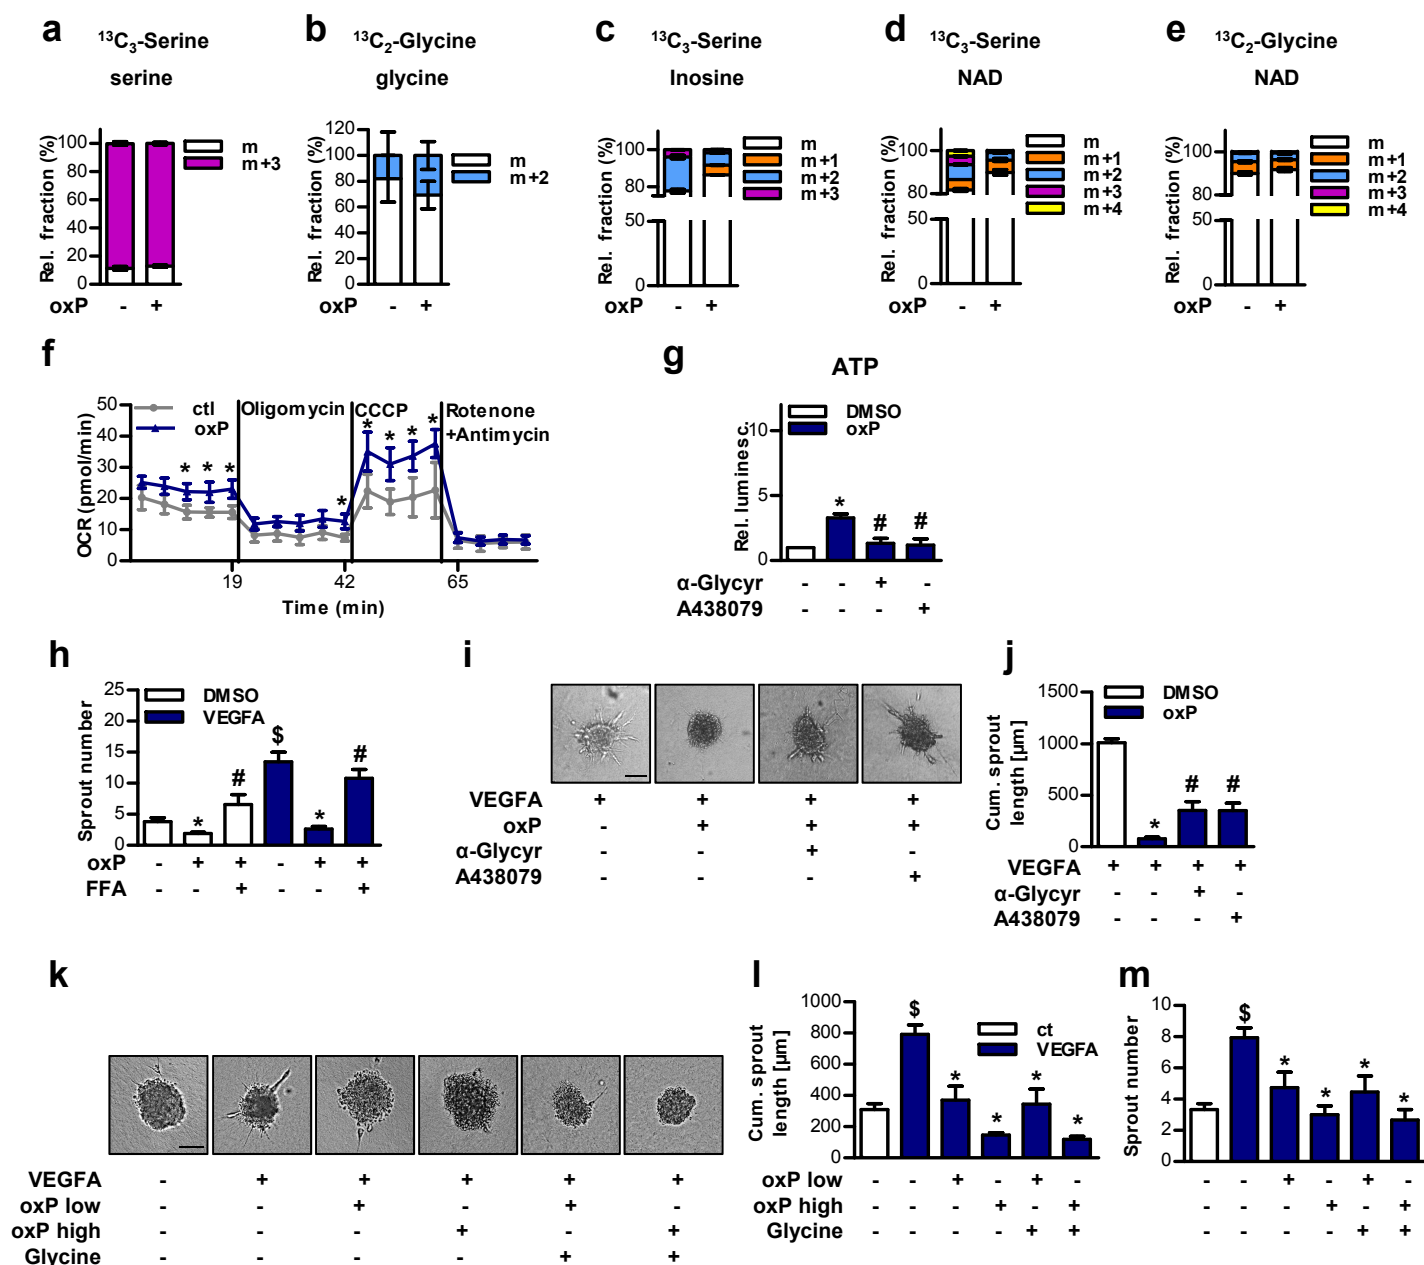 a
¹³C₃-Serine
serine
Rel. fraction (%)
100
80
60
40
20
0
m
m+3
oxP - +
b
¹³C₂-Glycine
glycine
Rel. fraction (%)
120
100
80
60
40
20
0
m
m+2
oxP - +
c
¹³C₃-Serine
Inosine
Rel. fraction (%)
100
80
50
0
m
m+1
m+2
m+3
oxP - +
d
¹³C₃-Serine
NAD
Rel. fraction (%)
100
80
50
0
m
m+1
m+2
m+3
m+4
oxP - +
e
¹³C₂-Glycine
NAD
Rel. fraction (%)
100
80
50
0
m
m+1
m+2
m+3
m+4
oxP - +
f
OCR (pmol/min)
50
40
30
20
10
0
ctl
oxP
Oligomycin
CCCP
Rotenone
+Antimycin
* * * * * * * *
19 42 65
Time (min)
g
ATP
Rel. luminesc.
10
5
0
DMSO
oxP
* # #
α-Glycyr - - + -
A438079 - - - +
h
Sprout number
25
20
15
10
5
0
DMSO
VEGFA
* # $ * #
oxP - + + - + +
FFA - - + - - +
i
VEGFA + + + +
oxP - + + +
α-Glycyr - - + -
A438079 - - - +
j
Cum. sprout
length [µm]
1500
1000
500
0
DMSO
oxP
* # #
VEGFA + + + +
α-Glycyr - - + -
A438079 - - - +
k
VEGFA - + + + + +
oxP low - - + - + -
oxP high - - - + - +
Glycine - - - - + +
l
Cum. sprout
length [µm]
1000
800
600
400
200
0
ct
VEGFA
$ * * * *
oxP low - - + - + -
oxP high - - - + - +
Glycine - - - - + +
m
Sprout number
10
8
6
4
2
0
$ * * * *
- - + - + -
- - - + - +
- - - - + +